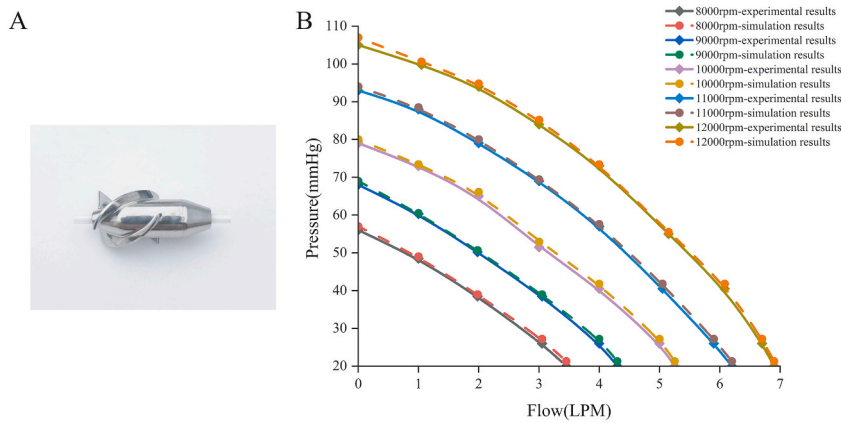 A
B
8000rpm-experimental results
8000rpm-simulation results
9000rpm-experimental results
9000rpm-simulation results
10000rpm-experimental results
10000rpm-simulation results
11000rpm-experimental results
11000rpm-simulation results
12000rpm-experimental results
12000rpm-simulation results
Pressure(mmHg)
110
100
90
80
70
60
50
40
30
20
0 1 2 3 4 5 6 7
Flow(LPM)